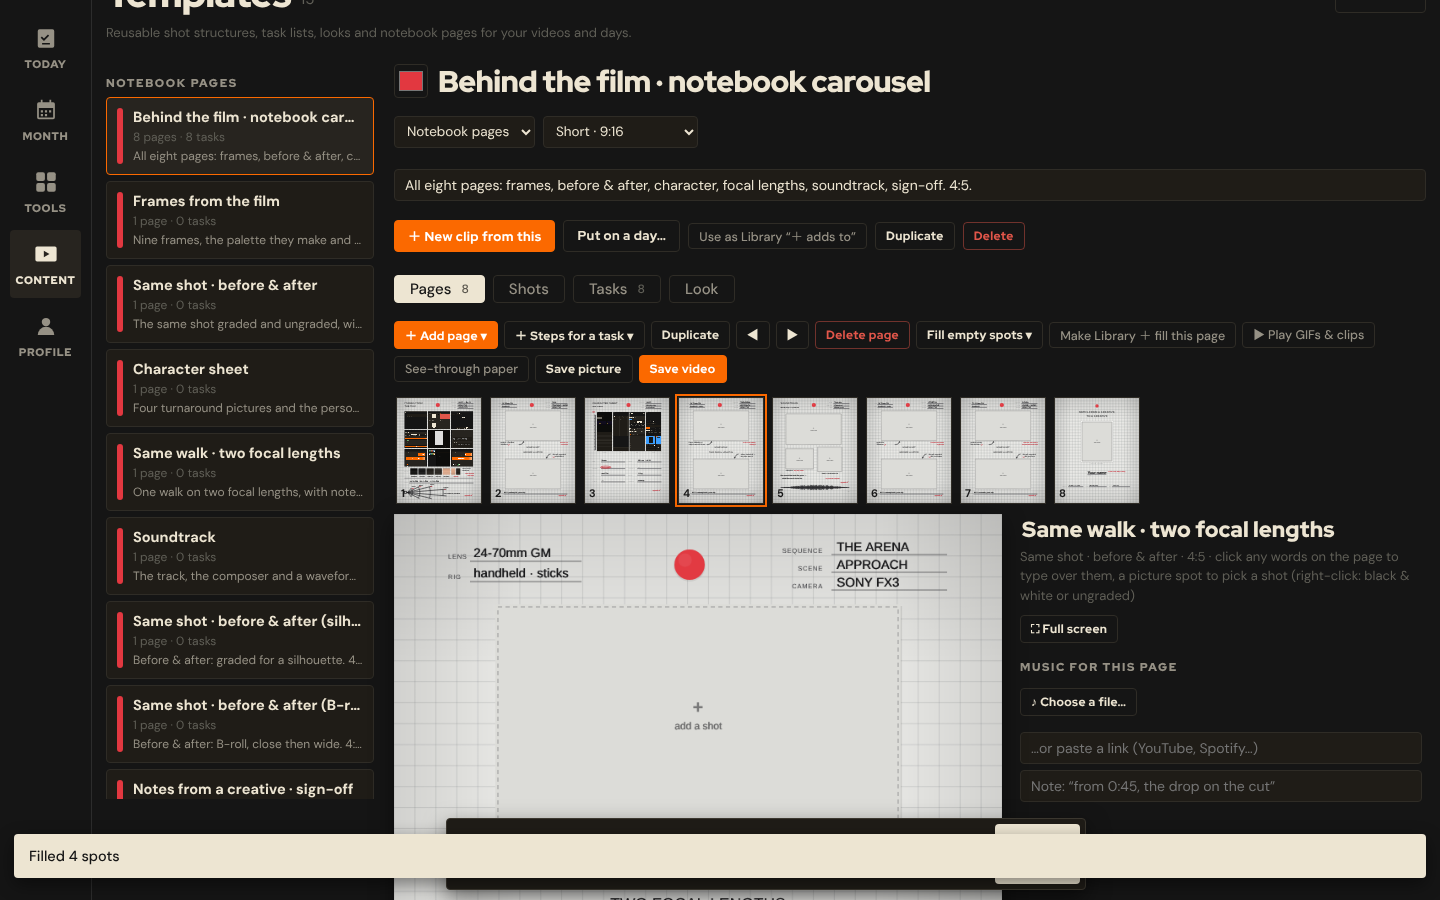 Templates 15
Reusable shot structures, task lists, looks and notebook pages for your videos and days.
TODAY
MONTH
TOOLS
CONTENT
PROFILE
NOTEBOOK PAGES
Behind the film · notebook car...
8 pages · 8 tasks
All eight pages: frames, before & after, c...
Frames from the film
1 page · 0 tasks
Nine frames, the palette they make and ...
Same shot · before & after
1 page · 0 tasks
The same shot graded and ungraded, wi...
Character sheet
1 page · 0 tasks
Four turnaround pictures and the perso...
Same walk · two focal lengths
1 page · 0 tasks
One walk on two focal lengths, with note...
Soundtrack
1 page · 0 tasks
The track, the composer and a wavefor...
Same shot · before & after (silh...
1 page · 0 tasks
Before & after: graded for a silhouette. 4...
Same shot · before & after (B-r...
1 page · 0 tasks
Before & after: B-roll, close then wide. 4:...
Notes from a creative · sign-off
Behind the film · notebook carousel
Notebook pages
Short · 9:16
All eight pages: frames, before & after, character, focal lengths, soundtrack, sign-off. 4:5.
+ New clip from this
Put on a day...
Use as Library “+ adds to”
Duplicate
Delete
Pages 8
Shots
Tasks 8
Look
+ Add page ▾
+ Steps for a task ▾
Duplicate
◀
▶
Delete page
Fill empty spots ▾
Make Library + fill this page
▶ Play GIFs & clips
See-through paper
Save picture
Save video
1
2
3
4
5
6
7
8
LENS 24-70mm GM
RIG handheld · sticks
SEQUENCE THE ARENA
SCENE APPROACH
CAMERA SONY FX3
+
add a shot
Same walk · two focal lengths
Same shot · before & after · 4:5 · click any words on the page to
type over them, a picture spot to pick a shot (right-click: black &
white or ungraded)
Full screen
MUSIC FOR THIS PAGE
♪ Choose a file...
...or paste a link (YouTube, Spotify...)
Note: “from 0:45, the drop on the cut”
Filled 4 spots
TWO FOCAL LENGTHS